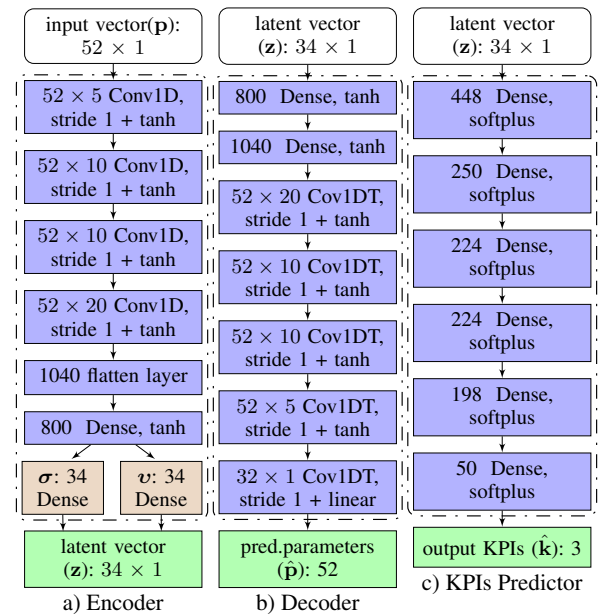 input vector(p):
52 × 1
52 × 5 Conv1D,
stride 1 + tanh
52 × 10 Conv1D,
stride 1 + tanh
52 × 10 Conv1D,
stride 1 + tanh
52 × 20 Conv1D,
stride 1 + tanh
1040 flatten layer
800 Dense, tanh
σ: 34
Dense
υ: 34
Dense
latent vector
(z): 34 × 1
a) Encoder
latent vector
(z): 34 × 1
800 Dense, tanh
1040 Dense, tanh
52 × 20 Cov1DT,
stride 1 + tanh
52 × 10 Cov1DT,
stride 1 + tanh
52 × 10 Cov1DT,
stride 1 + tanh
52 × 5 Cov1DT,
stride 1 + tanh
32 × 1 Cov1DT,
stride 1 + linear
pred.parameters
(p̂): 52
b) Decoder
latent vector
(z): 34 × 1
448 Dense,
softplus
250 Dense,
softplus
224 Dense,
softplus
224 Dense,
softplus
198 Dense,
softplus
50 Dense,
softplus
output KPIs (k̂): 3
c) KPIs Predictor